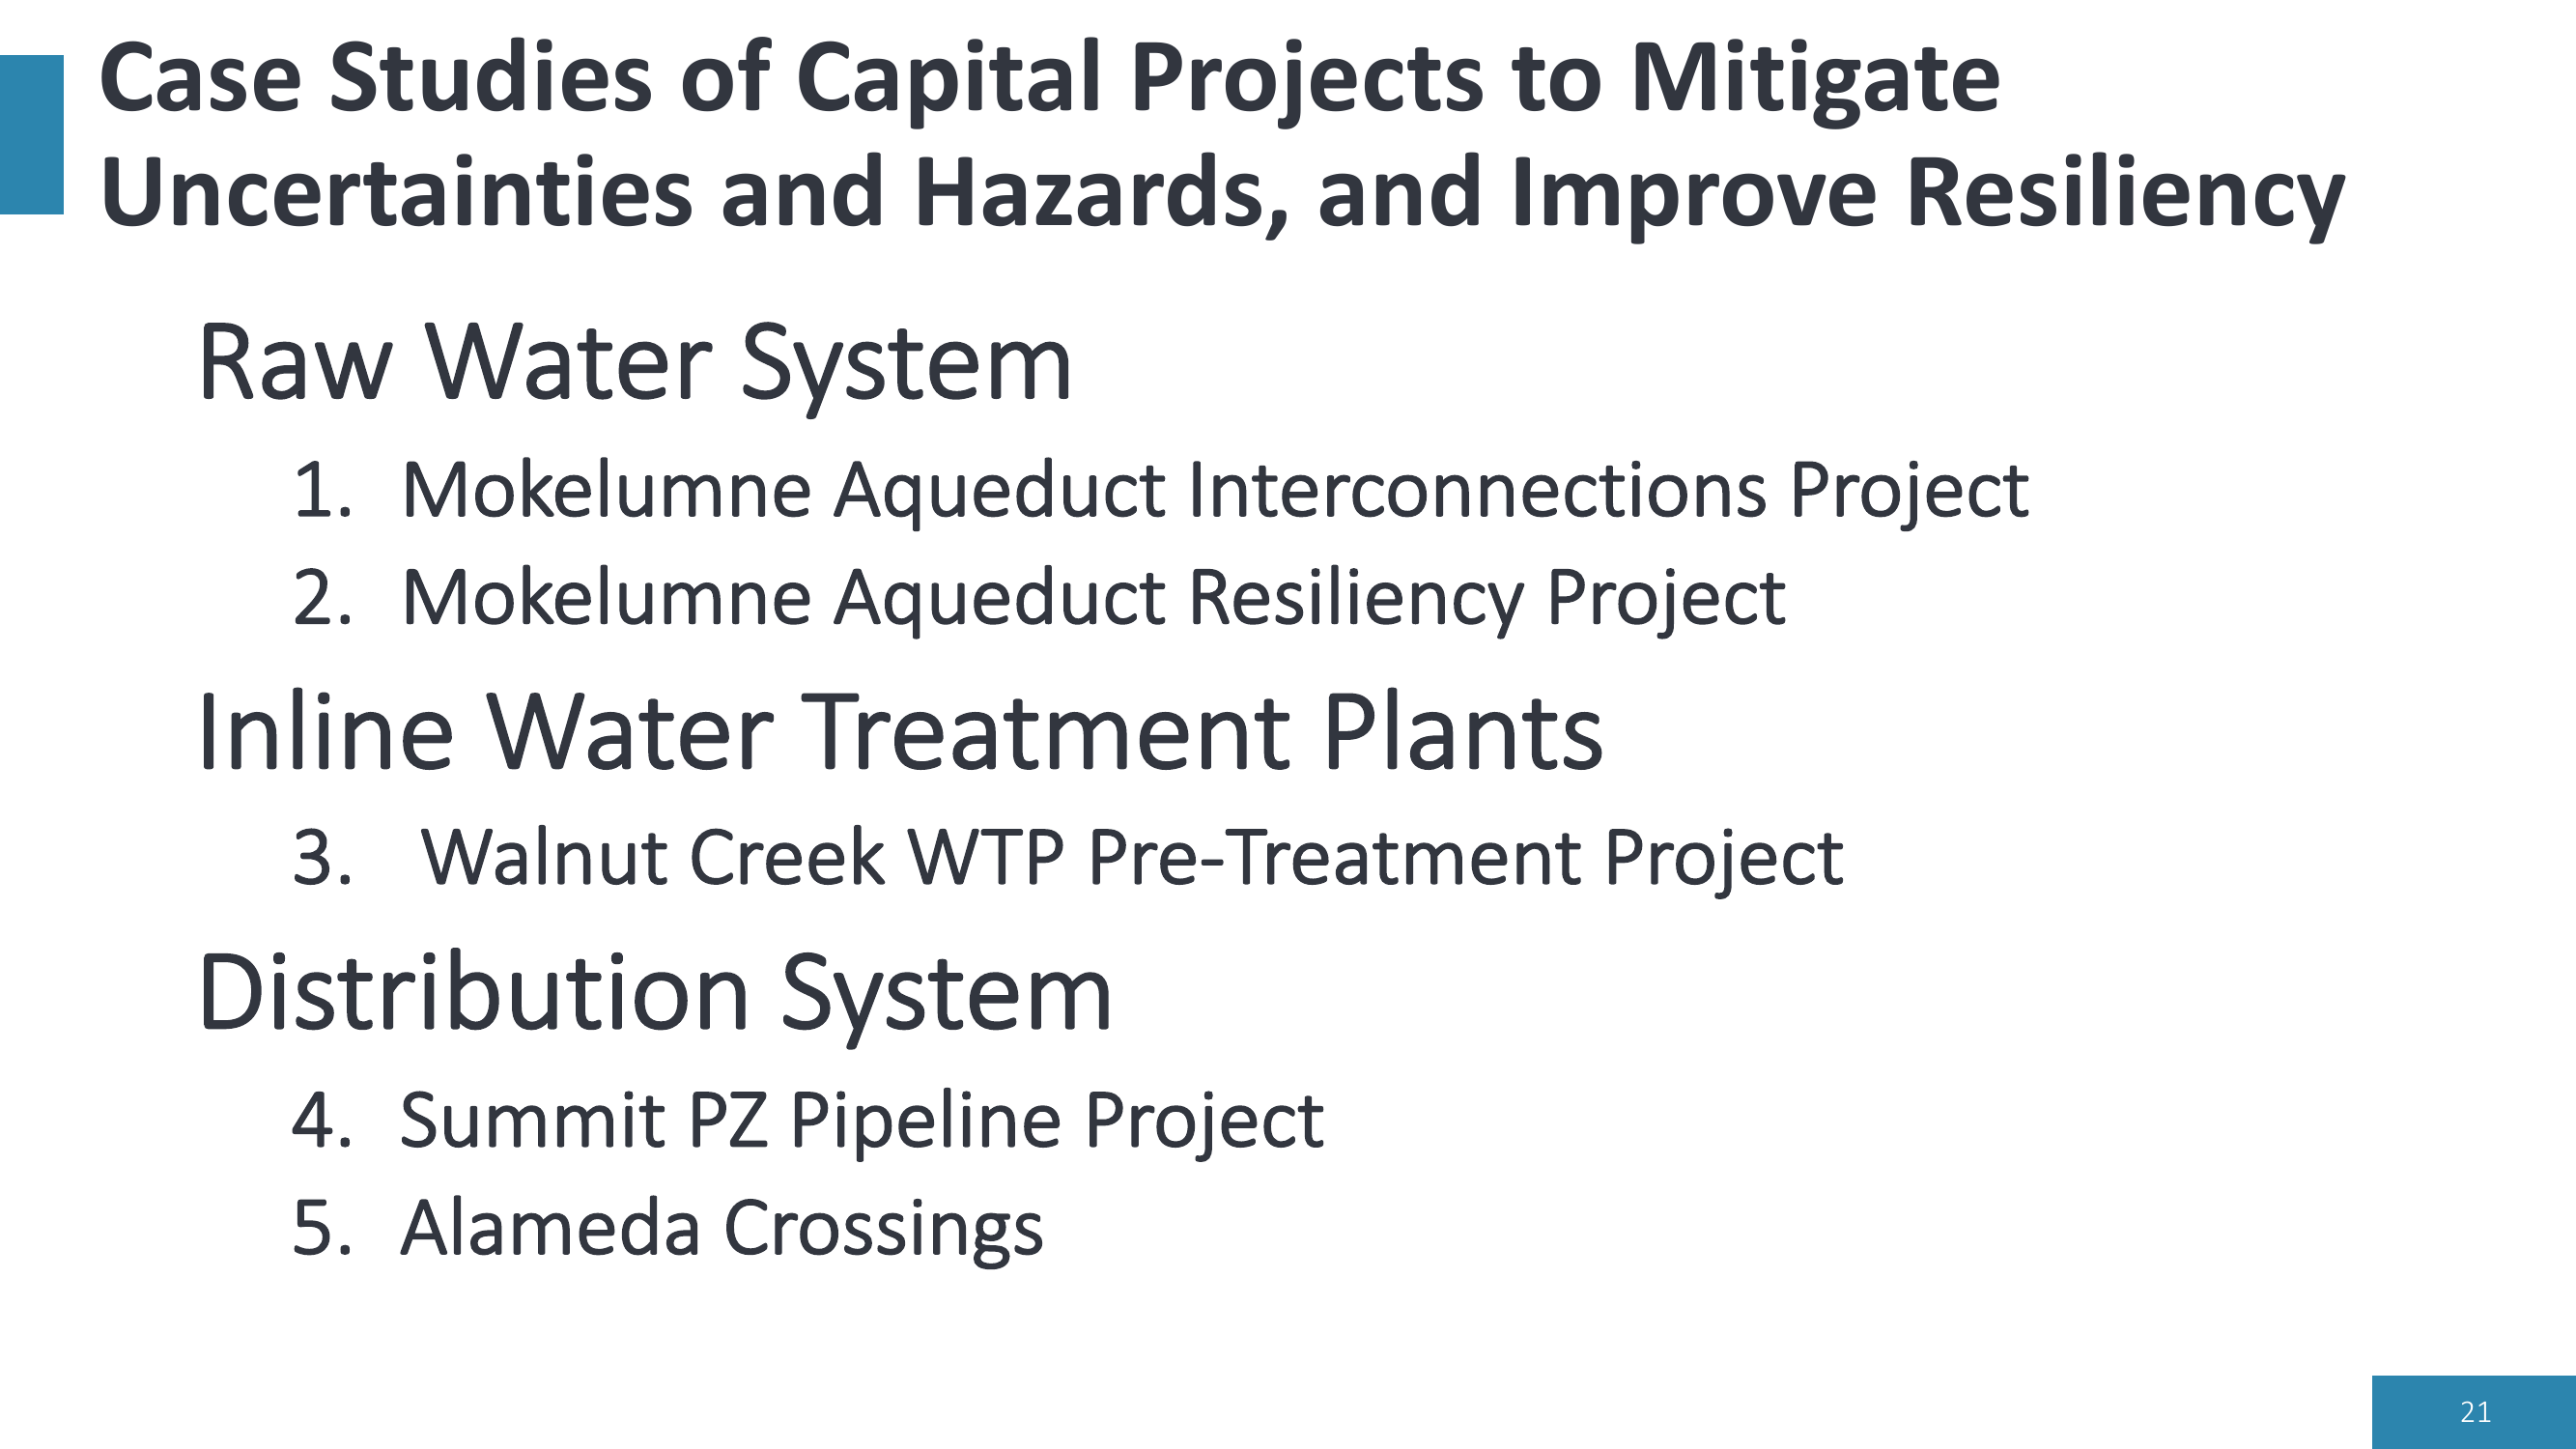 Case Studies of Capital Projects to Mitigate
Uncertainties and Hazards, and Improve Resiliency
Raw Water System
1. Mokelumne Aqueduct Interconnections Project
2. Mokelumne Aqueduct Resiliency Project
Inline Water Treatment Plants
3. Walnut Creek WTP Pre-Treatment Project
Distribution System
4. Summit PZ Pipeline Project
5. Alameda Crossings
21